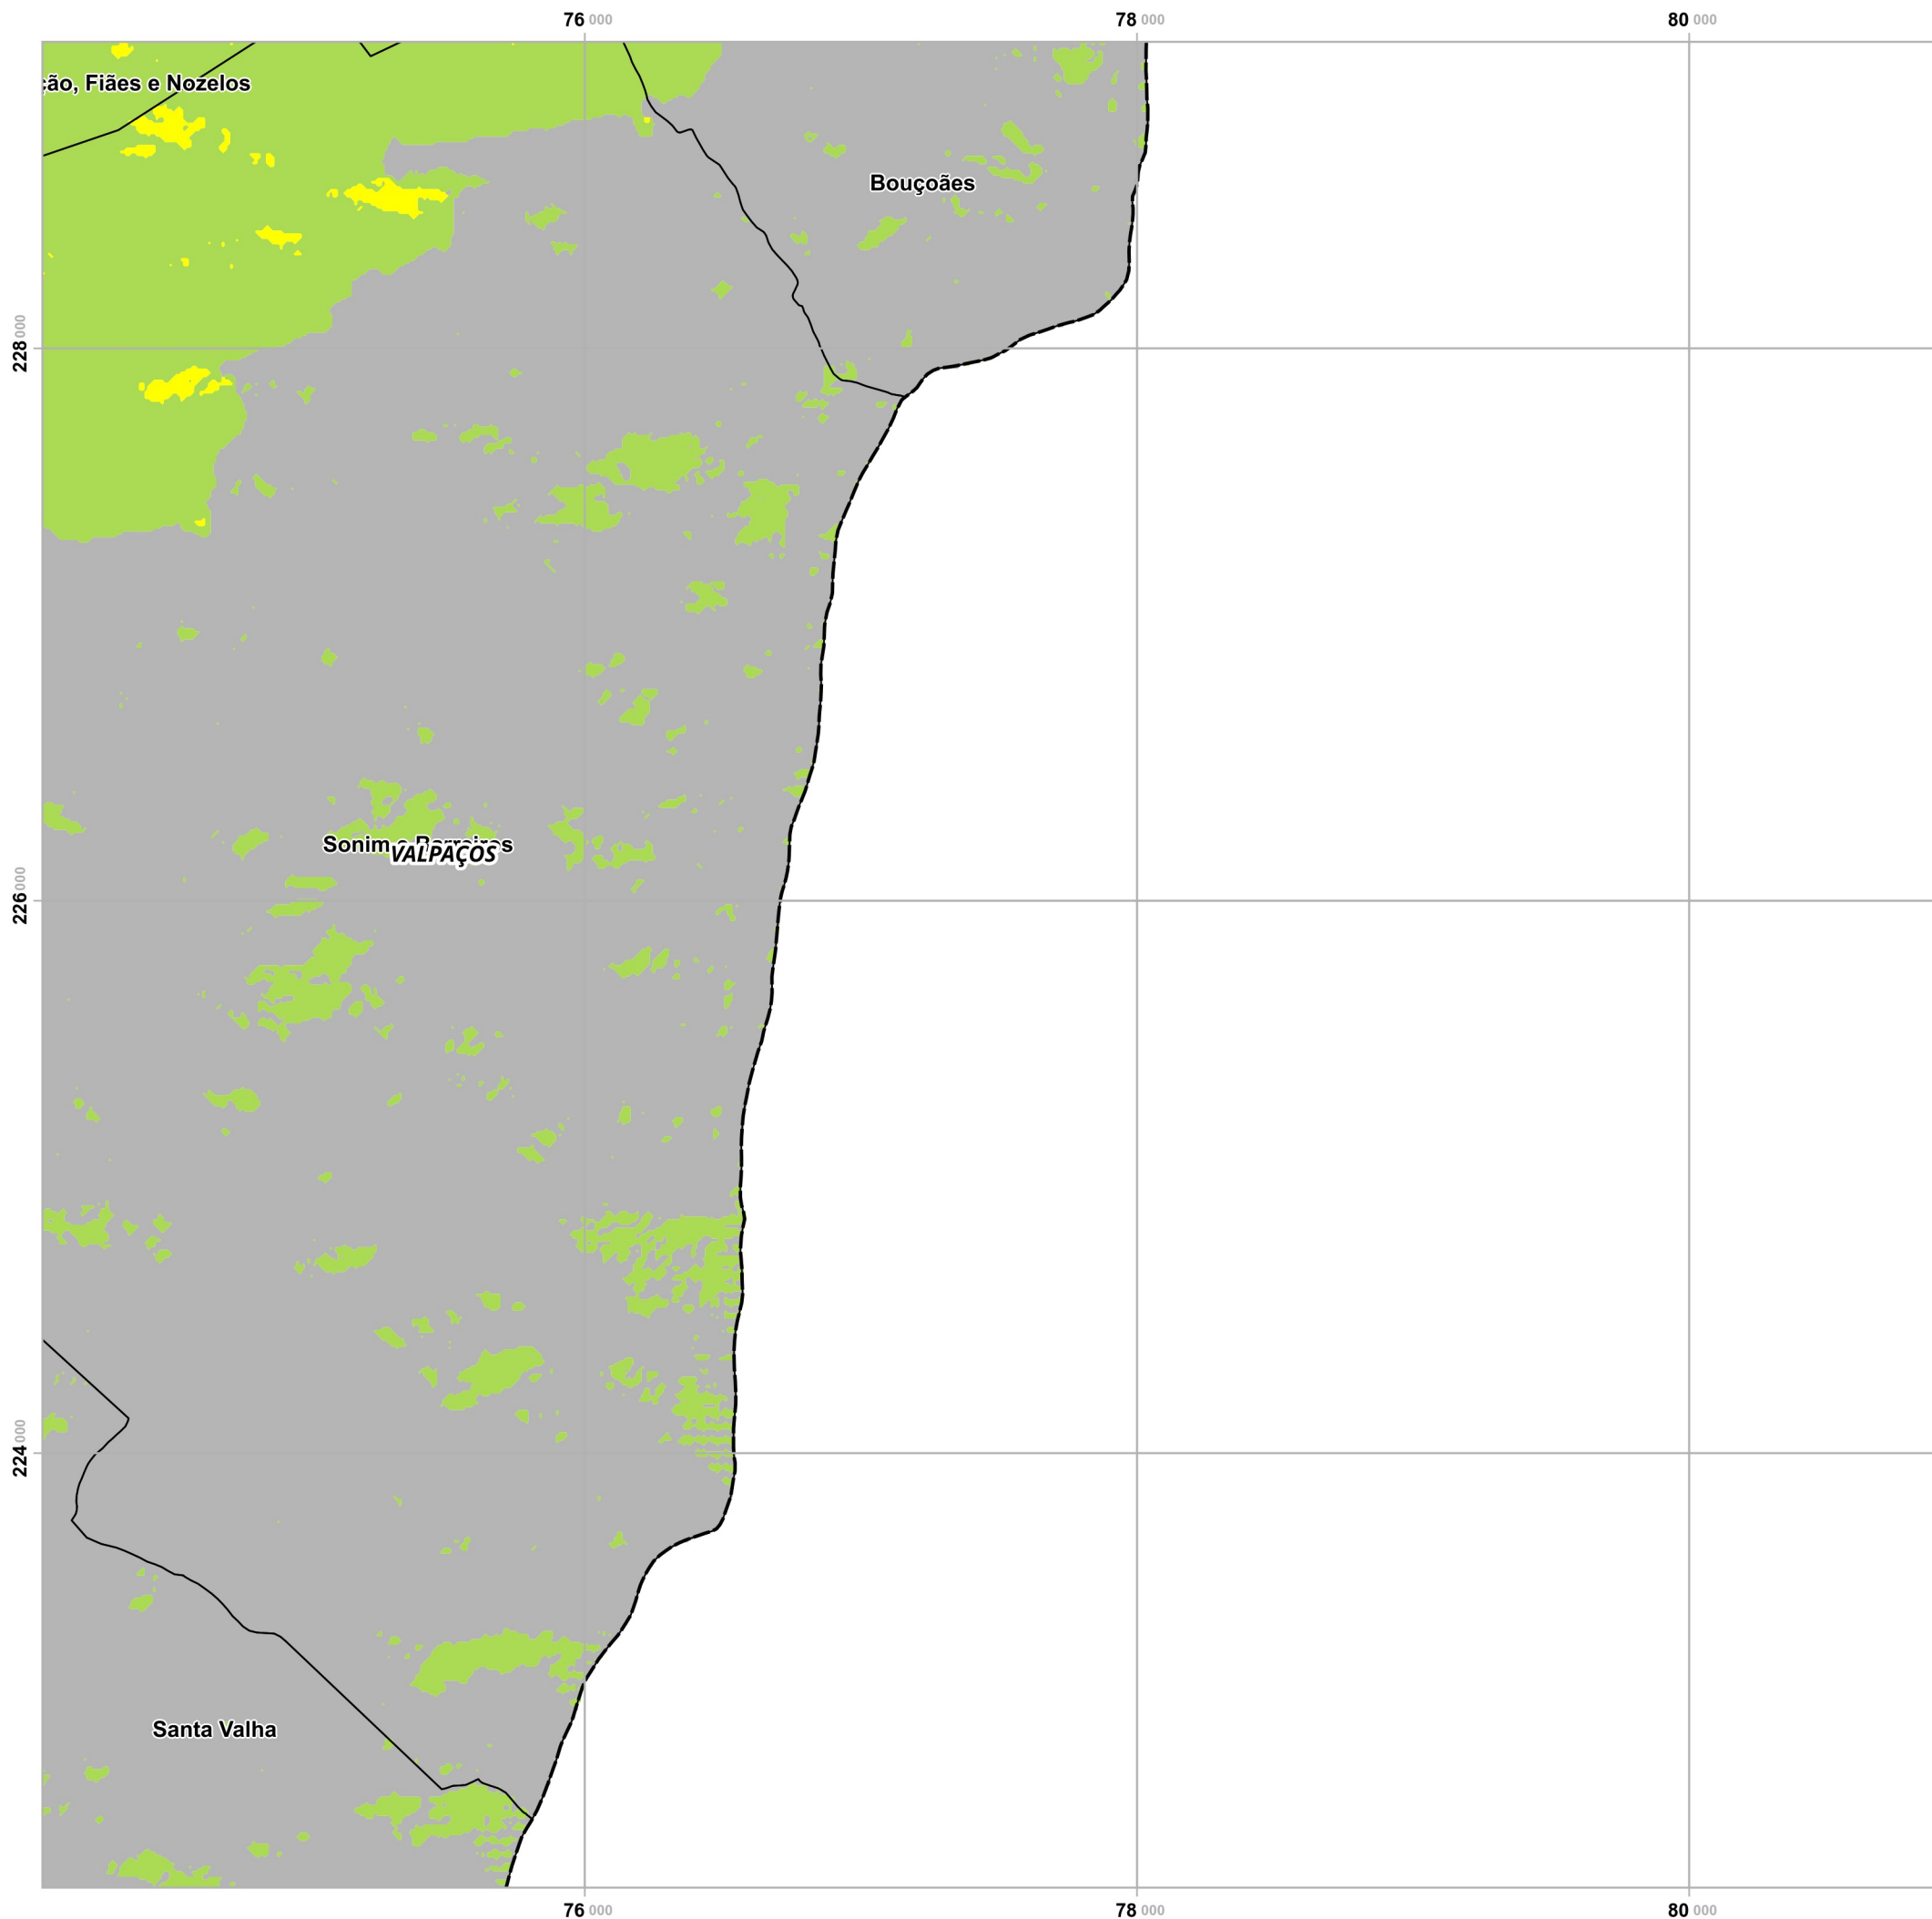 76 000 78 000 80 000
ção, Fiães e Nozelos
Bouçoães
228 000
Sonim e Barreiros
VALPAÇOS
226 000
224 000
Santa Valha
76 000 78 000 80 000